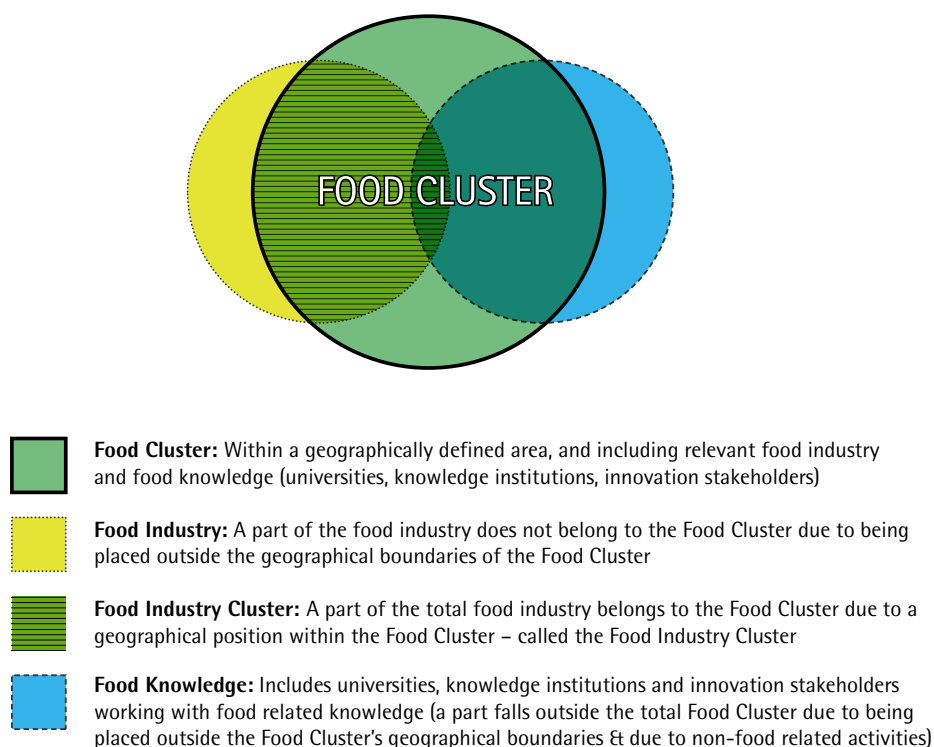 FOOD CLUSTER
Food Cluster: Within a geographically defined area, and including relevant food industry
and food knowledge (universities, knowledge institutions, innovation stakeholders)
Food Industry: A part of the food industry does not belong to the Food Cluster due to being
placed outside the geographical boundaries of the Food Cluster
Food Industry Cluster: A part of the total food industry belongs to the Food Cluster due to a
geographical position within the Food Cluster – called the Food Industry Cluster
Food Knowledge: Includes universities, knowledge institutions and innovation stakeholders
working with food related knowledge (a part falls outside the total Food Cluster due to being
placed outside the Food Cluster's geographical boundaries & due to non-food related activities)